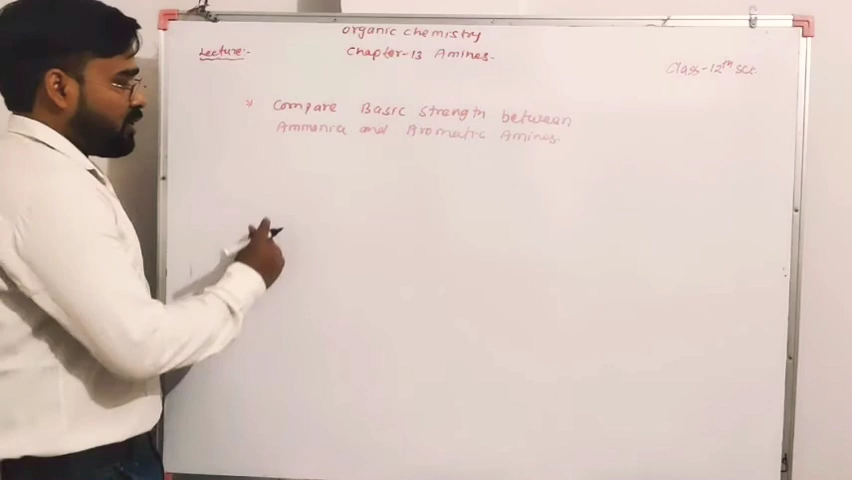 Organic chemistry
Lecture:-
Chapter-13 Amines.
Class-12th sci.
Compare Basic strength between
Ammonia and Aromatic Amines.